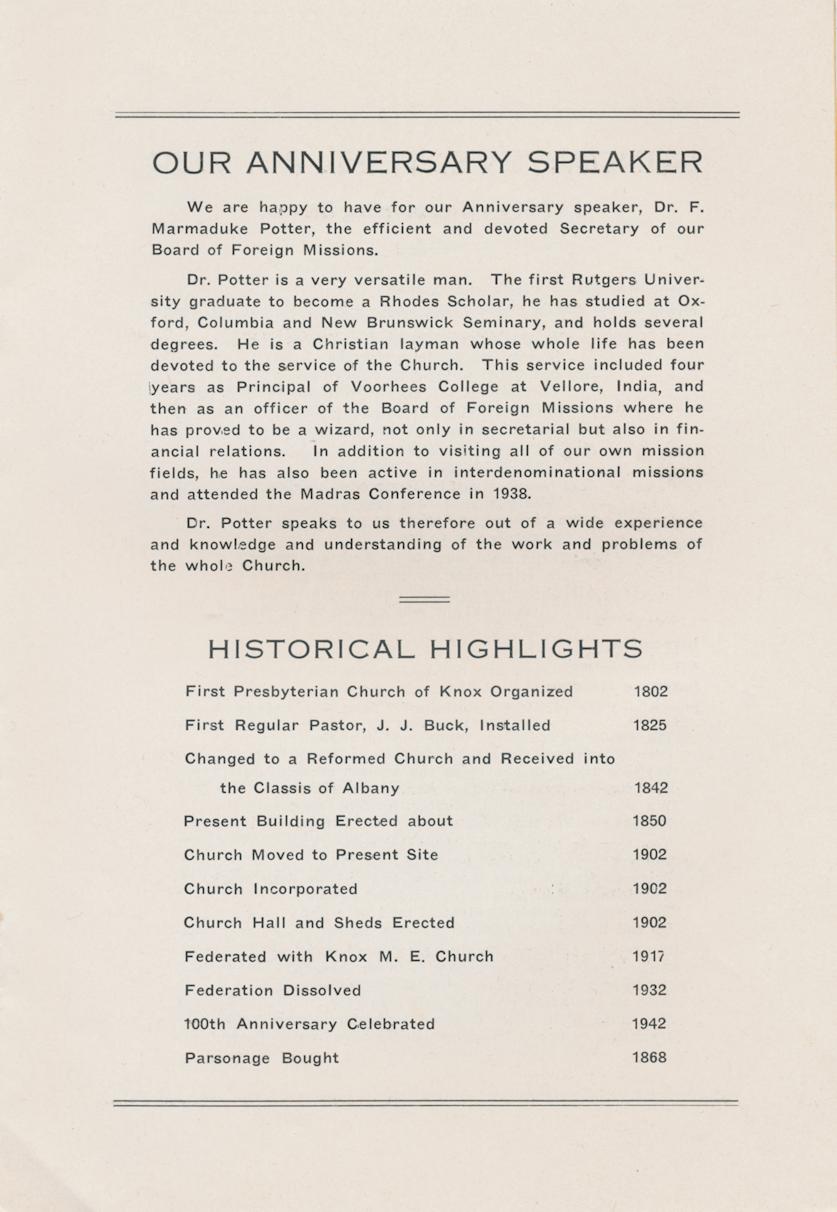 OUR ANNIVERSARY SPEAKER
We are happy to have for our Anniversary speaker, Dr. F.
Marmaduke Potter, the efficient and devoted Secretary of our
Board of Foreign Missions.
Dr. Potter is a very versatile man. The first Rutgers Univer-
sity graduate to become a Rhodes Scholar, he has studied at Ox-
ford, Columbia and New Brunswick Seminary, and holds several
degrees. He is a Christian layman whose whole life has been
devoted to the service of the Church. This service included four
years as Principal of Voorhees College at Vellore, India, and
then as an officer of the Board of Foreign Missions where he
has proved to be a wizard, not only in secretarial but also in fin-
ancial relations. In addition to visiting all of our own mission
fields, he has also been active in interdenominational missions
and attended the Madras Conference in 1938.
Dr. Potter speaks to us therefore out of a wide experience
and knowledge and understanding of the work and problems of
the whole Church.
HISTORICAL HIGHLIGHTS
First Presbyterian Church of Knox Organized 1802
First Regular Pastor, J. J. Buck, Installed 1825
Changed to a Reformed Church and Received into
the Classis of Albany 1842
Present Building Erected about 1850
Church Moved to Present Site 1902
Church Incorporated 1902
Church Hall and Sheds Erected 1902
Federated with Knox M. E. Church 1917
Federation Dissolved 1932
100th Anniversary Celebrated 1942
Parsonage Bought 1868